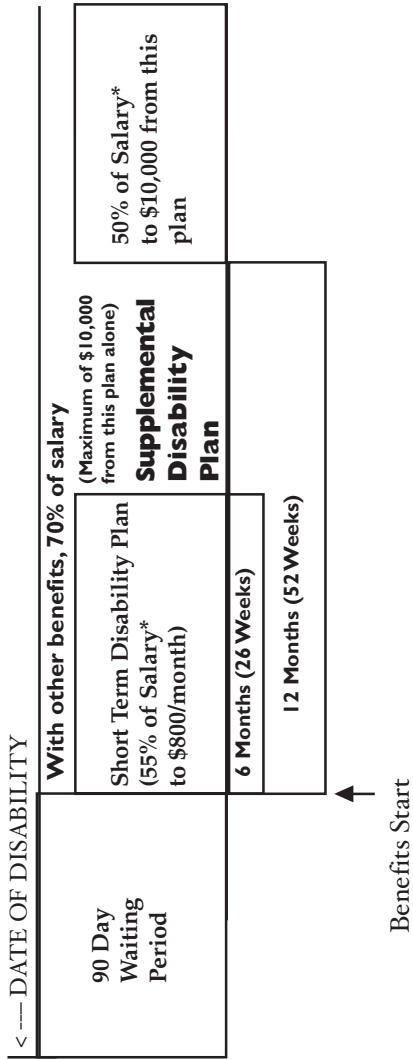 < ---- DATE OF DISABILITY
90 Day
Waiting
Period
With other benefits, 70% of salary
Short Term Disability Plan
(55% of Salary*
to $800/month)
(Maximum of $10,000
from this plan alone)
Supplemental
Disability
Plan
50% of Salary*
to $10,000 from this
plan
6 Months (26 Weeks)
12 Months (52 Weeks)
Benefits Start